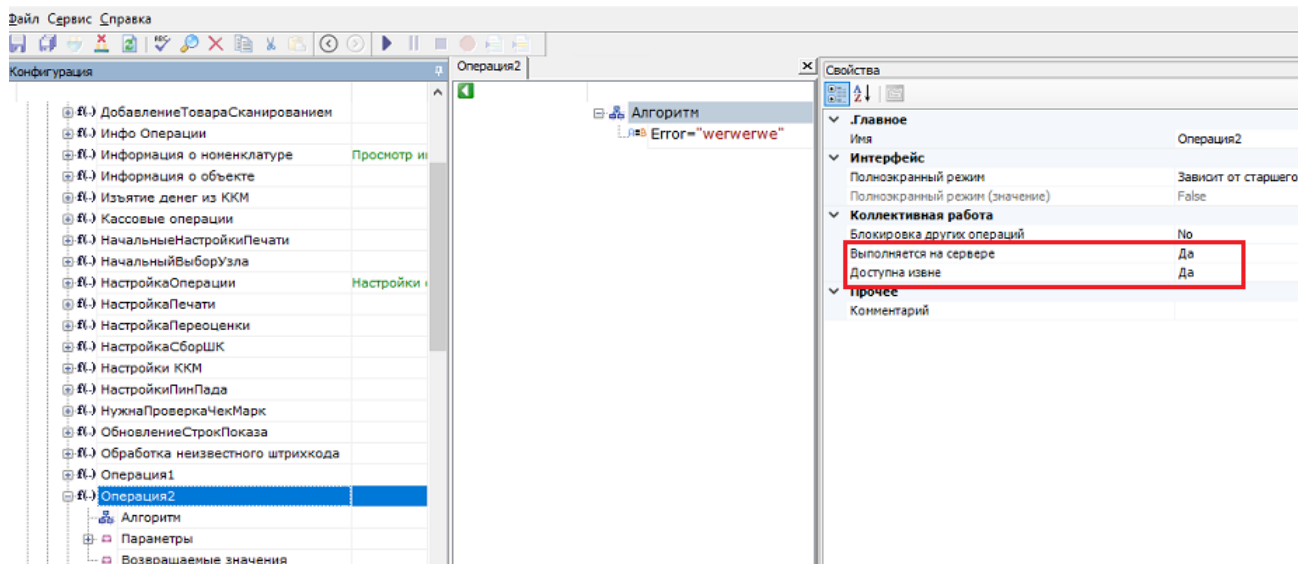 Файл Сервис Справка
Конфигурация
ДобавлениеТовараСканированием
Инфо Операции
Информация о номенклатуре Просмотр
Информация о объекте
Изъятие денег из ККМ
Кассовые операции
НачальныеНастройкиПечати
НачальныйВыборУзла
НастройкаОперации Настройки
НастройкаПечати
НастройкаПереоценки
НастройкаСборШК
Настройки ККМ
НастройкиПинПада
НужнаПроверкаЧекМарк
ОбновлениеСтрокПоказа
Обработка неизвестного штрихкода
Операция1
Операция2
Алгоритм
Параметры
Возвращаемые значения
Операция2
Алгоритм
Error="werwerwe"
Свойства
.Главное
Имя Операция2
Интерфейс
Полноэкранный режим Зависит от старшего
Полноэкранный режим (значение) False
Коллективная работа
Блокировка других операций No
Выполняется на сервере Да
Доступна извне Да
Прочее
Комментарий